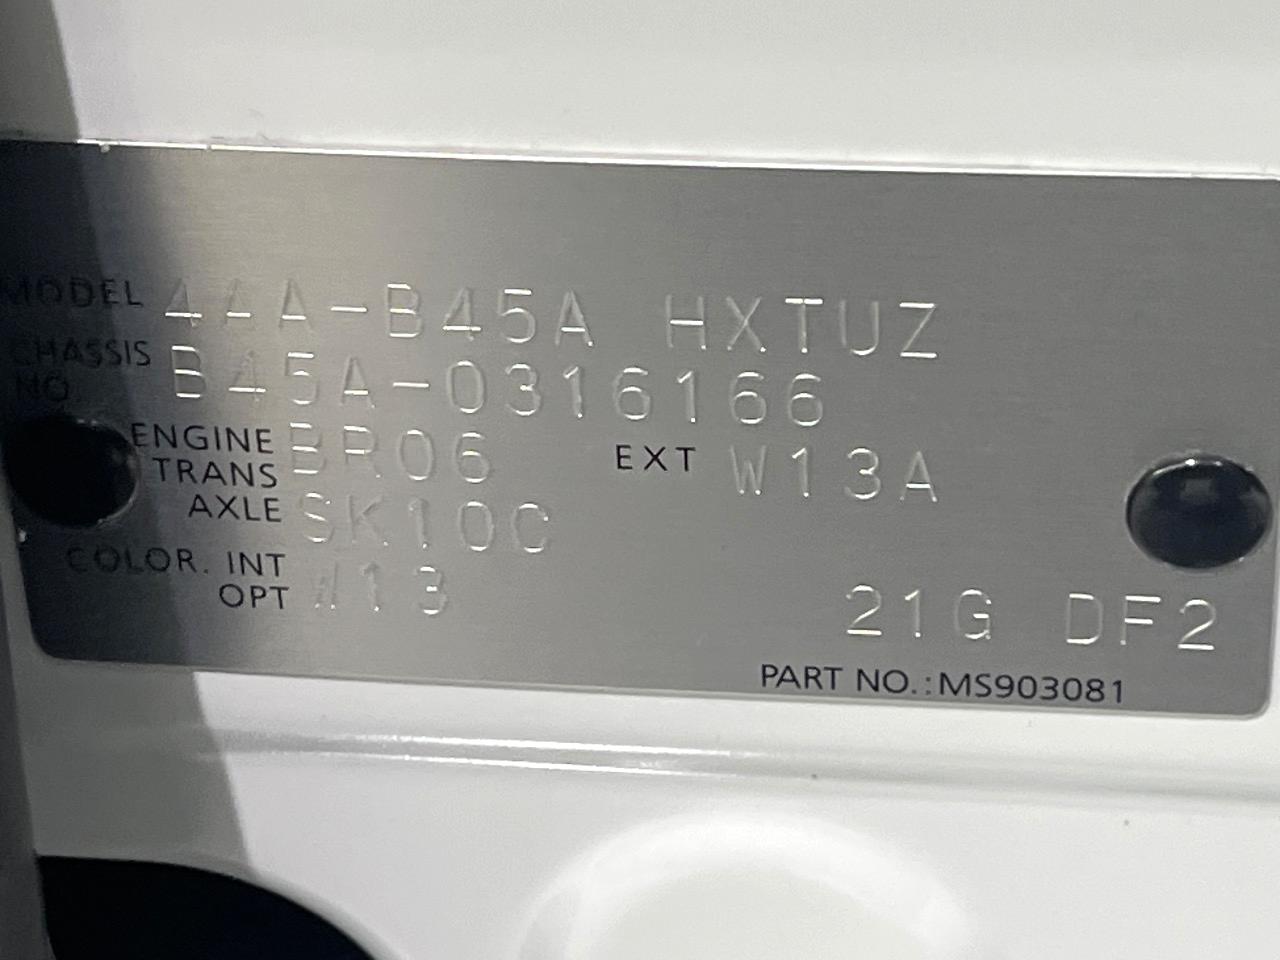 MODEL 4AA-B45A HXTUZ
CHASSIS NO. B45A-0316166
ENGINE BR06 EXT W13A
TRANS AXLE SK10C
COLOR. INT
OPT W13
21G DF2
PART NO.:MS903081